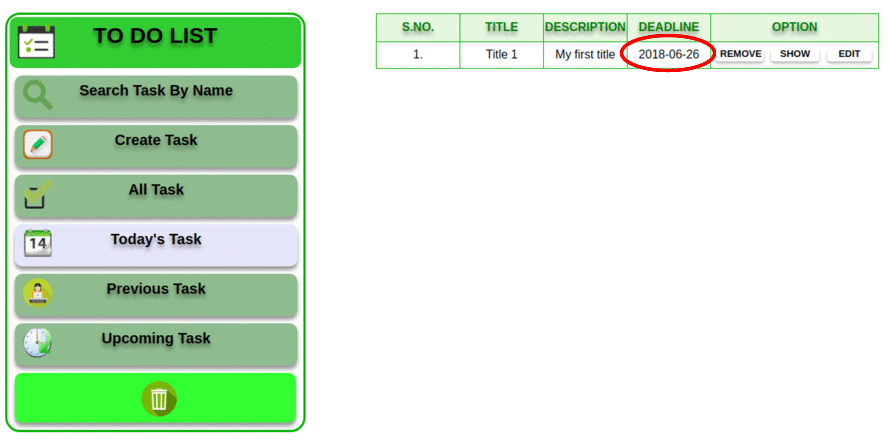 TO DO LIST
Search Task By Name
Create Task
All Task
14
Today's Task
Previous Task
Upcoming Task
S.NO. TITLE DESCRIPTION DEADLINE OPTION
1. Title 1 My first title 2018-06-26 REMOVE SHOW EDIT